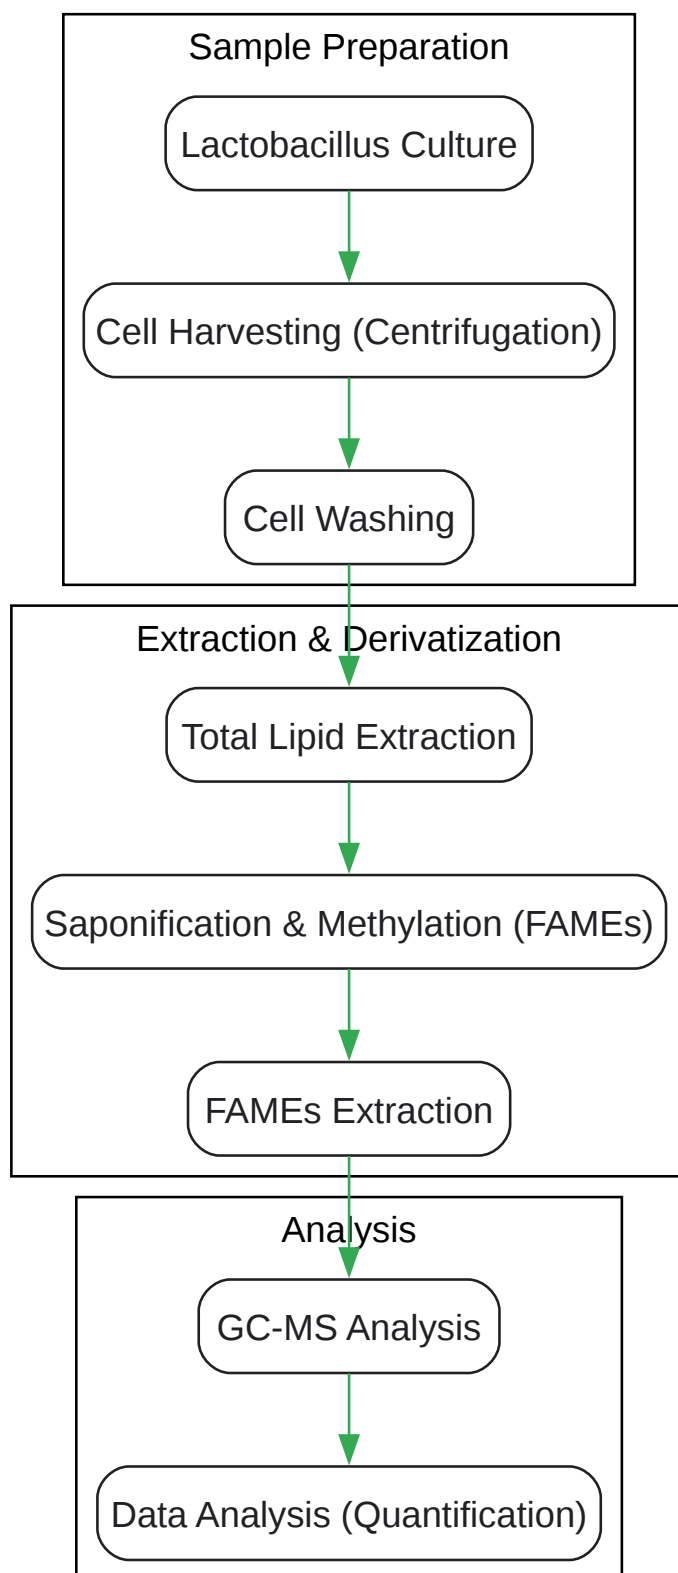 Sample Preparation
Lactobacillus Culture
Cell Harvesting (Centrifugation)
Cell Washing
Extraction & Derivatization
Total Lipid Extraction
Saponification & Methylation (FAMEs)
FAMEs Extraction
Analysis
GC-MS Analysis
Data Analysis (Quantification)